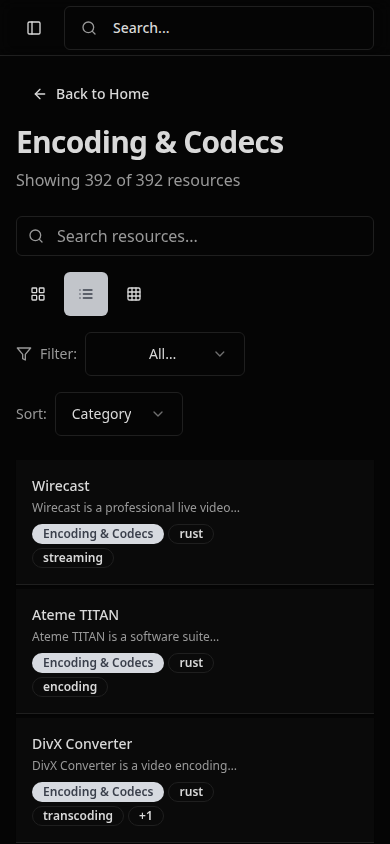 Search...
Back to Home
Encoding & Codecs
Showing 392 of 392 resources
Search resources...
Filter: All...
Sort: Category
Wirecast
Wirecast is a professional live video...
Encoding & Codecs rust
streaming
Ateme TITAN
Ateme TITAN is a software suite...
Encoding & Codecs rust
encoding
DivX Converter
DivX Converter is a video encoding...
Encoding & Codecs rust
transcoding +1